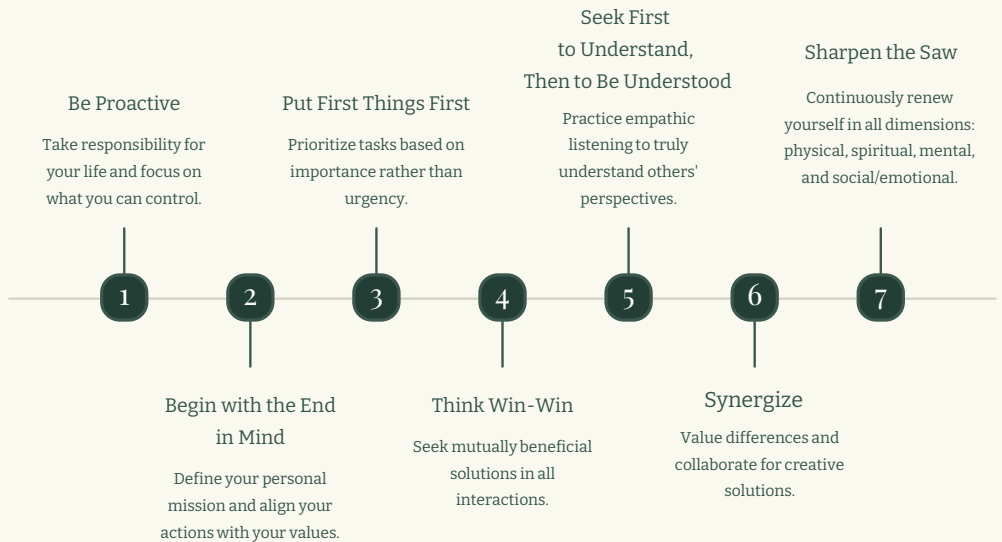 Be Proactive
Take responsibility for
your life and focus on
what you can control.
1
Begin with the End
in Mind
Define your personal
mission and align your
actions with your values.
2
Put First Things First
Prioritize tasks based on
importance rather than
urgency.
3
Think Win-Win
Seek mutually beneficial
solutions in all
interactions.
4
Seek First
to Understand,
Then to Be Understood
Practice empathic
listening to truly
understand others'
perspectives.
5
Synergize
Value differences and
collaborate for creative
solutions.
6
Sharpen the Saw
Continuously renew
yourself in all dimensions:
physical, spiritual, mental,
and social/emotional.
7